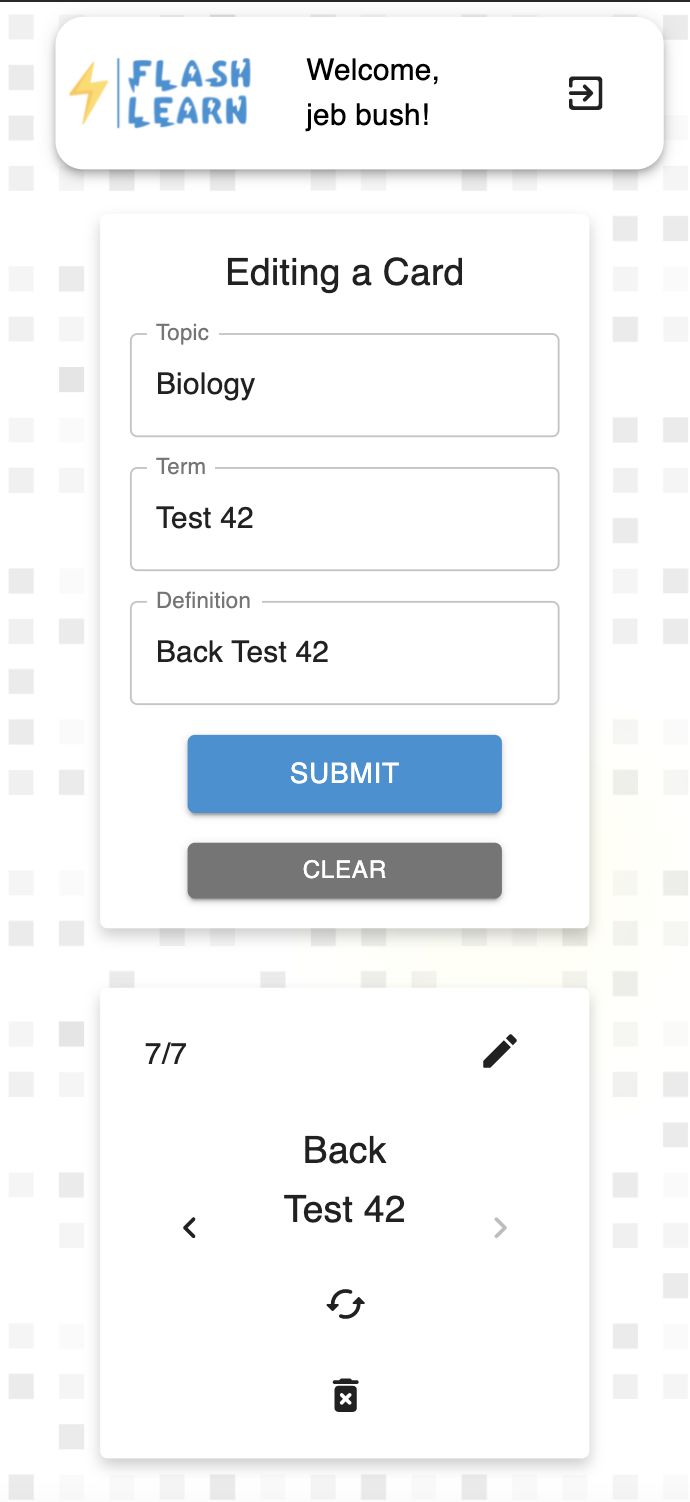 FLASH
LEARN
Welcome,
jeb bush!
Editing a Card
Topic
Biology
Term
Test 42
Definition
Back Test 42
SUBMIT
CLEAR
7/7
Back
Test 42